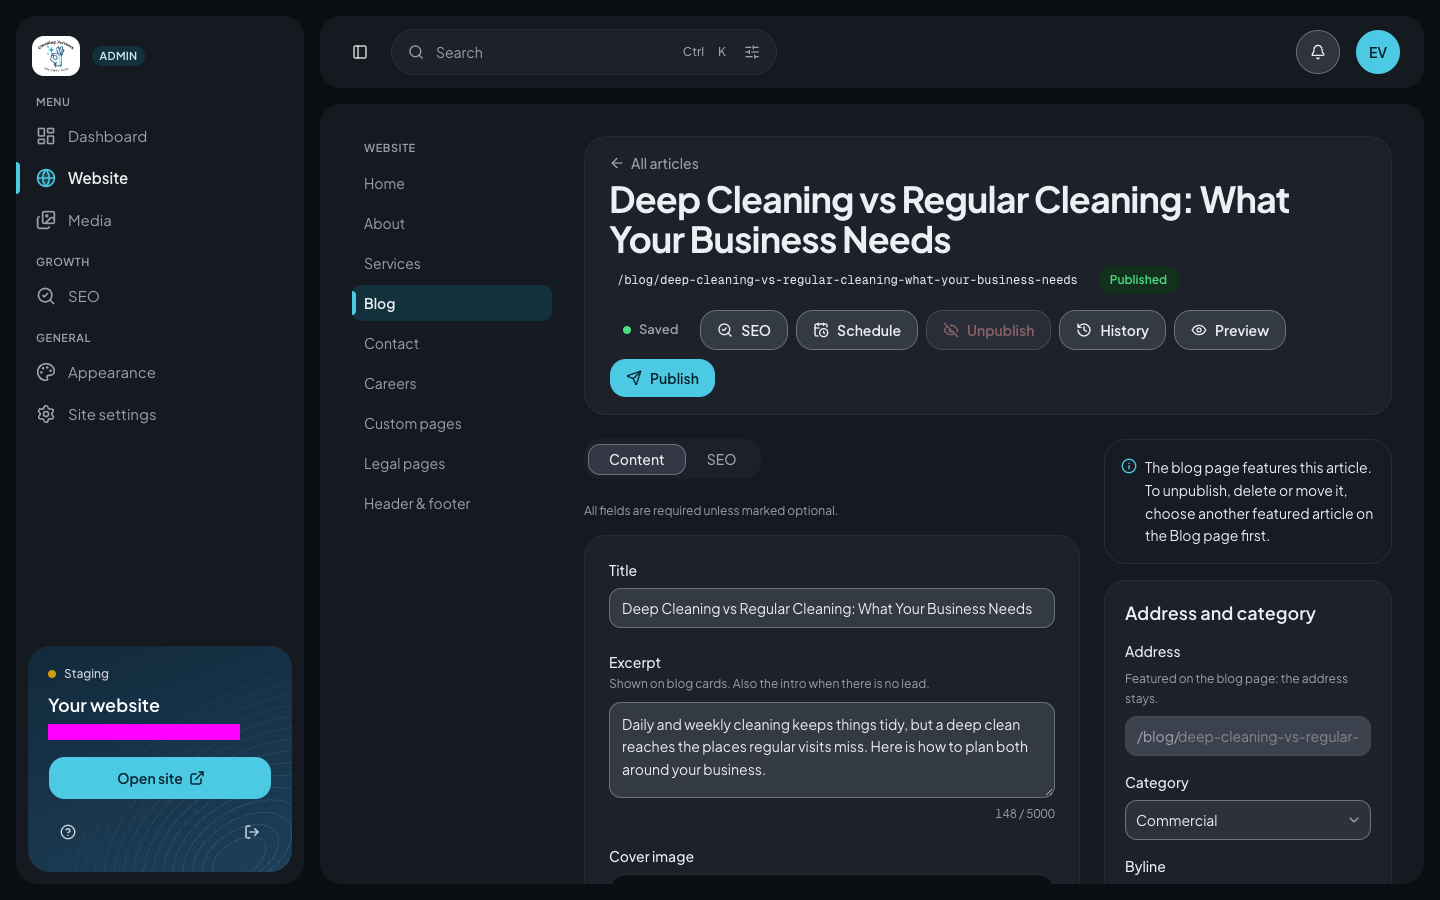 ADMIN
MENU
Dashboard
Website
Media
GROWTH
SEO
GENERAL
Appearance
Site settings
Staging
Your website
Open site
Search
Ctrl K
EV
WEBSITE
Home
About
Services
Blog
Contact
Careers
Custom pages
Legal pages
Header & footer
All articles
Deep Cleaning vs Regular Cleaning: What
Your Business Needs
/blog/deep-cleaning-vs-regular-cleaning-what-your-business-needs
Published
Saved
SEO
Schedule
Unpublish
History
Preview
Publish
Content
SEO
All fields are required unless marked optional.
Title
Deep Cleaning vs Regular Cleaning: What Your Business Needs
Excerpt
Shown on blog cards. Also the intro when there is no lead.
Daily and weekly cleaning keeps things tidy, but a deep clean
reaches the places regular visits miss. Here is how to plan both
around your business.
148 / 5000
Cover image
The blog page features this article.
To unpublish, delete or move it,
choose another featured article on
the Blog page first.
Address and category
Address
Featured on the blog page: the address
stays.
/blog/deep-cleaning-vs-regular-
Category
Commercial
Byline